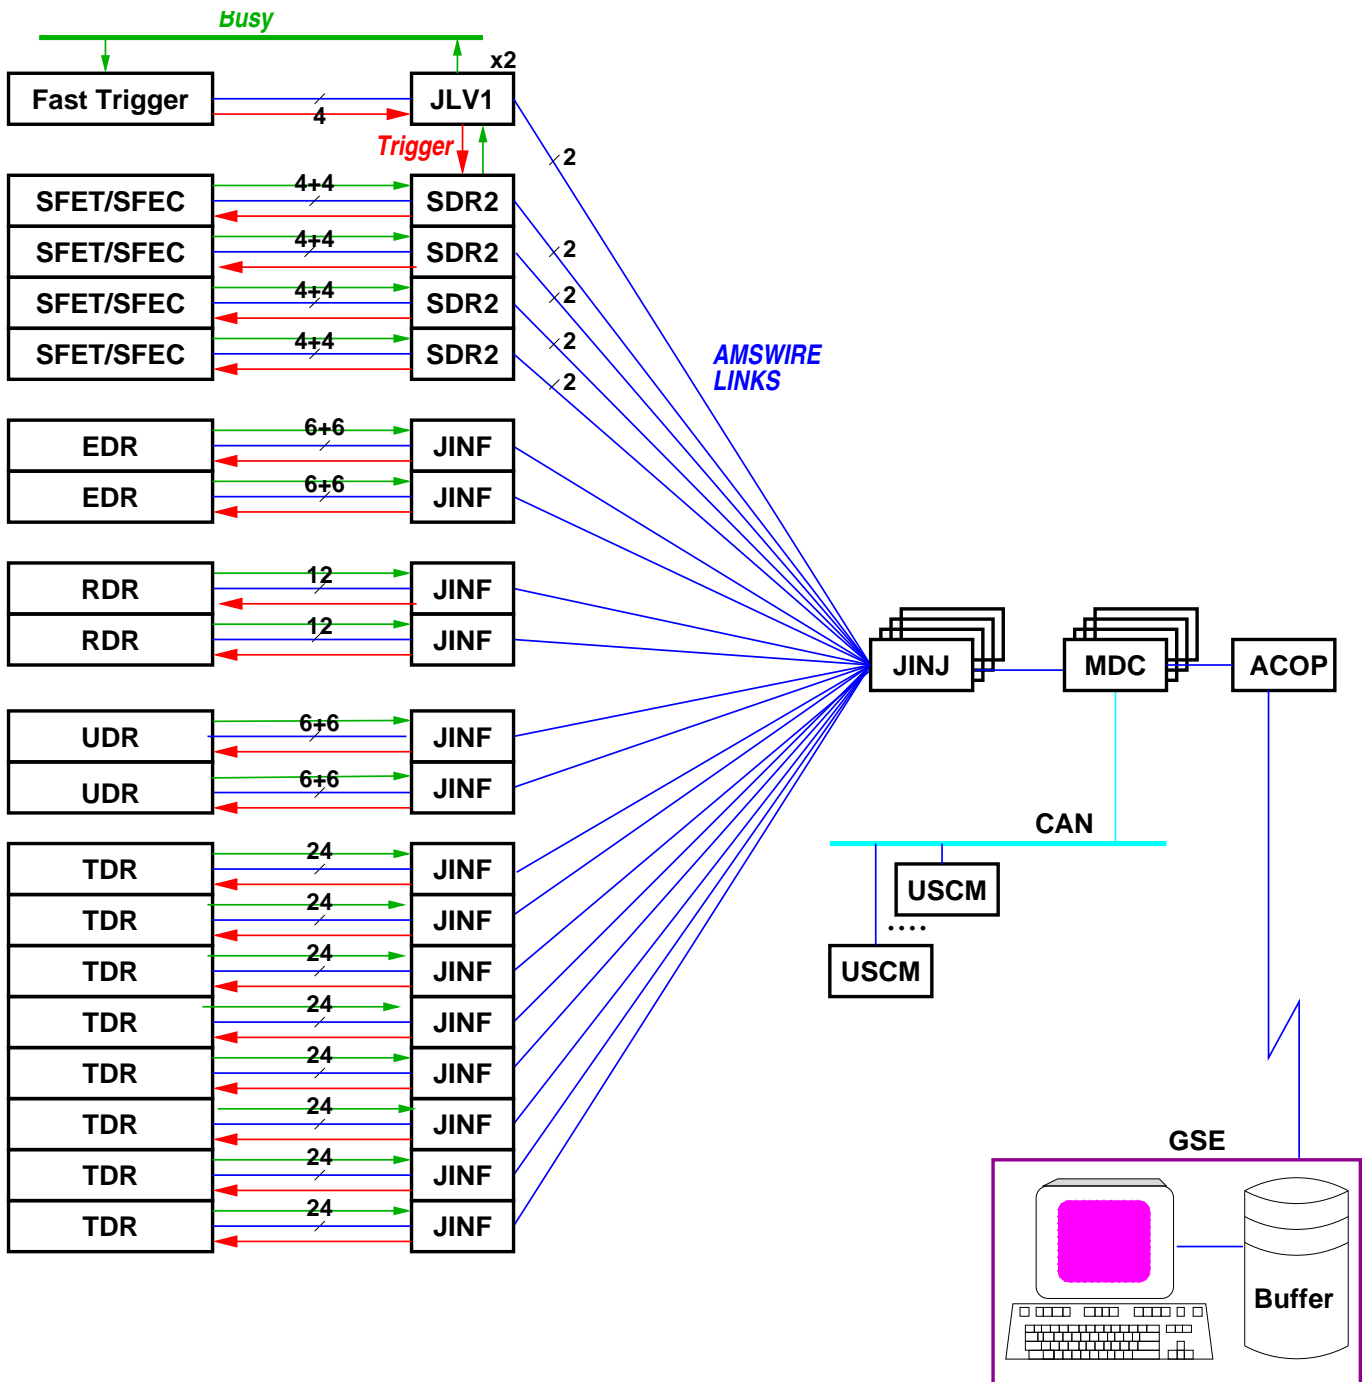 Busy
x2
Fast Trigger
4
JLV1
Trigger
2
SFET/SFEC
4+4
SDR2
SFET/SFEC
4+4
SDR2
2
SFET/SFEC
4+4
SDR2
2
SFET/SFEC
4+4
SDR2
2
2
AMSWIRE
LINKS
EDR
6+6
JINF
EDR
6+6
JINF
RDR
12
JINF
RDR
12
JINF
JINJ
MDC
ACOP
UDR
6+6
JINF
UDR
6+6
JINF
CAN
USCM
....
USCM
TDR
24
JINF
TDR
24
JINF
TDR
24
JINF
TDR
24
JINF
TDR
24
JINF
TDR
24
JINF
TDR
24
JINF
TDR
24
JINF
GSE
Buffer